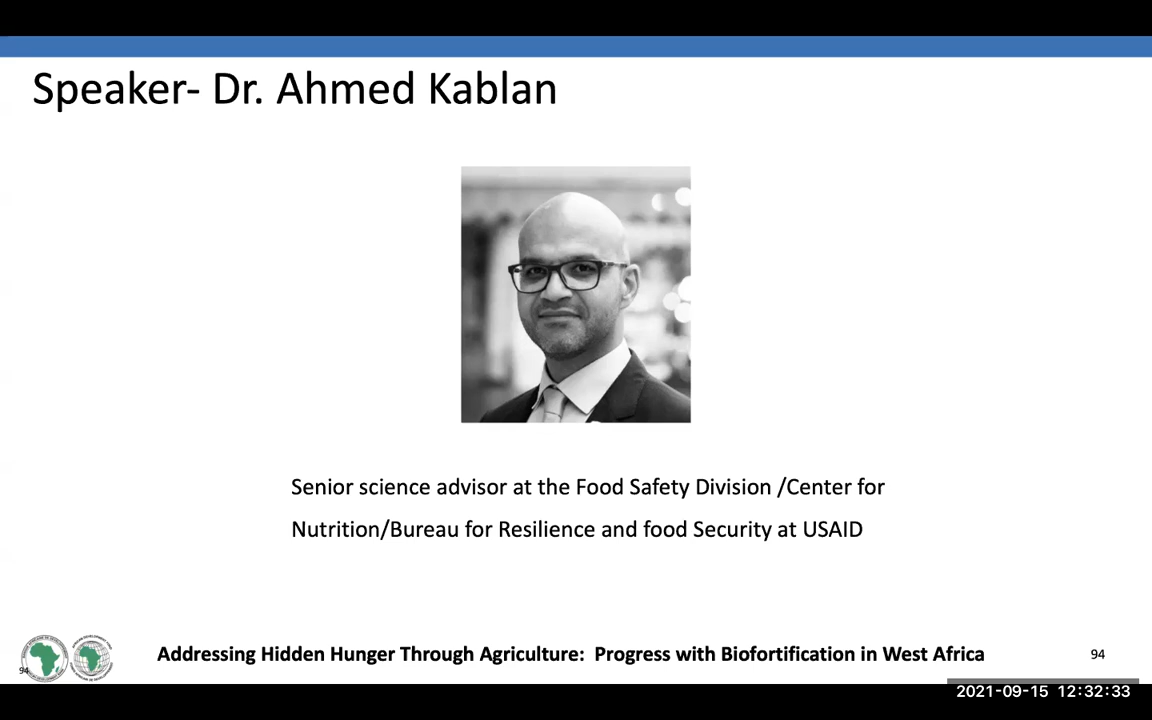 Speaker- Dr. Ahmed Kablan
Senior science advisor at the Food Safety Division /Center for
Nutrition/Bureau for Resilience and food Security at USAID
Addressing Hidden Hunger Through Agriculture:  Progress with Biofortification in West Africa
94
94
2021-09-15 12:32:33